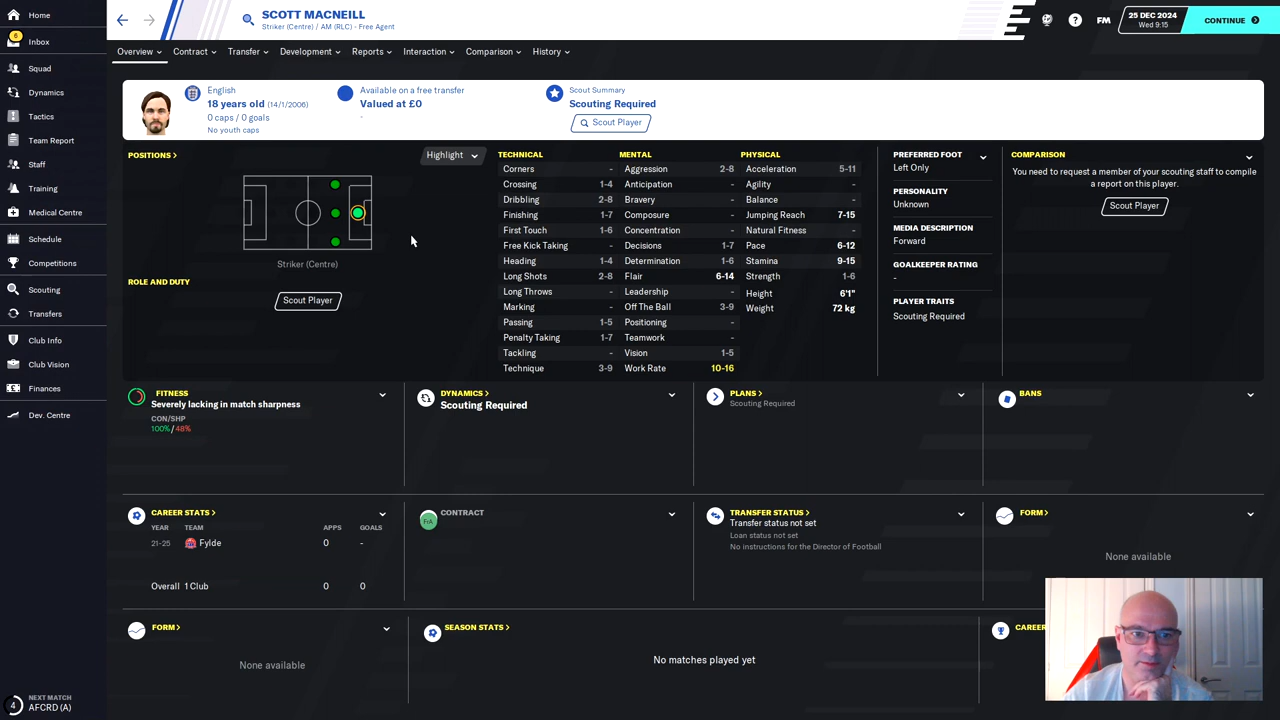 Home
6
Inbox
Squad
Dynamics
Tactics
Team Report
Staff
Training
Medical Centre
Schedule
Competitions
Scouting
Transfers
Club Info
Club Vision
Finances
Dev. Centre
4
NEXT MATCH
AFCRD (A)
SCOTT MACNEILL
Striker (Centre) / AM (RLC) - Free Agent
?
FM
25 DEC 2024
Wed 9:15
CONTINUE
Overview
Contract
Transfer
Development
Reports
Interaction
Comparison
History
English
18 years old (14/1/2006)
0 caps / 0 goals
No youth caps
Available on a free transfer
Valued at £0
-
Scout Summary
Scouting Required
Scout Player
POSITIONS >
Highlight
Striker (Centre)
ROLE AND DUTY
Scout Player
TECHNICAL
Corners -
Crossing 1-4
Dribbling 2-8
Finishing 1-7
First Touch 1-6
Free Kick Taking -
Heading 1-4
Long Shots 2-8
Long Throws -
Marking -
Passing 1-5
Penalty Taking 1-7
Tackling -
Technique 3-9
MENTAL
Aggression 2-8
Anticipation -
Bravery -
Composure -
Concentration -
Decisions 1-7
Determination 1-6
Flair 6-14
Leadership -
Off The Ball 3-9
Positioning -
Teamwork -
Vision 1-5
Work Rate 10-16
PHYSICAL
Acceleration 5-11
Agility -
Balance -
Jumping Reach 7-15
Natural Fitness -
Pace 6-12
Stamina 9-15
Strength 1-6
Height 6'1"
Weight 72 kg
PREFERRED FOOT
Left Only
PERSONALITY
Unknown
MEDIA DESCRIPTION
Forward
GOALKEEPER RATING
-
PLAYER TRAITS
Scouting Required
COMPARISON
You need to request a member of your scouting staff to compile
a report on this player.
Scout Player
FITNESS
Severely lacking in match sharpness
CON/SHP
100% / 48%
DYNAMICS >
Scouting Required
PLANS >
Scouting Required
BANS
CAREER STATS >
YEAR TEAM APPS GOALS
21-25 Fylde 0 -
Overall 1 Club 0 0
FrA
CONTRACT
TRANSFER STATUS >
Transfer status not set
Loan status not set
No instructions for the Director of Football
FORM >
None available
FORM >
None available
SEASON STATS >
No matches played yet
CAREER